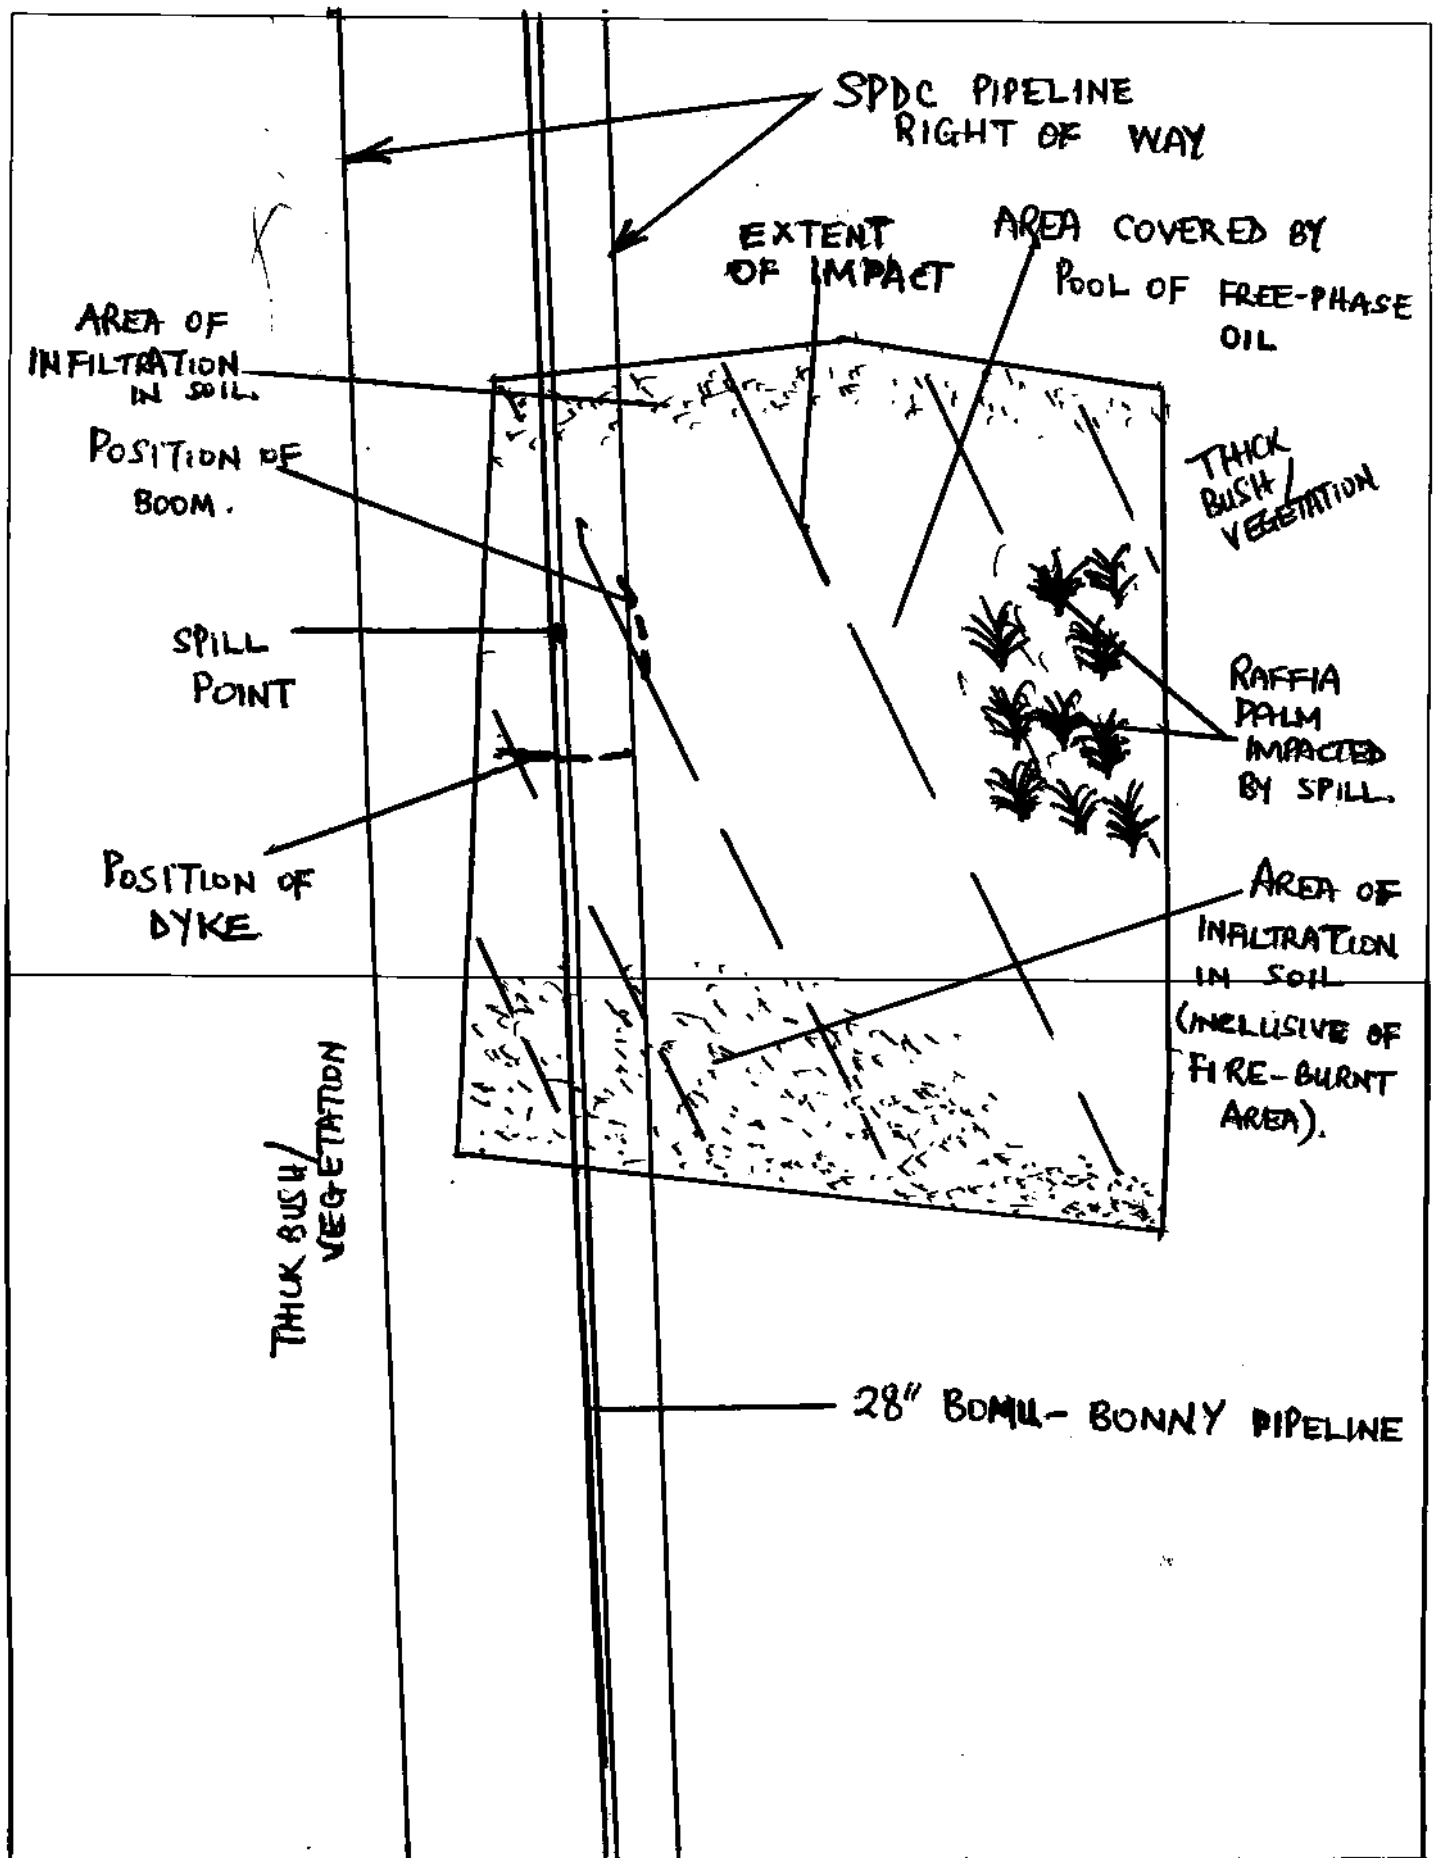 SPDC PIPELINE
RIGHT OF WAY
EXTENT
OF IMPACT
AREA COVERED BY
POOL OF FREE-PHASE
OIL
AREA OF
INFILTRATION
IN SOIL.
POSITION OF
BOOM.
THICK
BUSH/
VEGETATION
SPILL
POINT
RAFFIA
PALM
IMPACTED
BY SPILL.
POSITION OF
DYKE
AREA OF
INFILTRATION
IN SOIL
(INCLUSIVE OF
FIRE-BURNT
AREA).
THICK BUSH/
VEGETATION
28" BOMU - BONNY PIPELINE